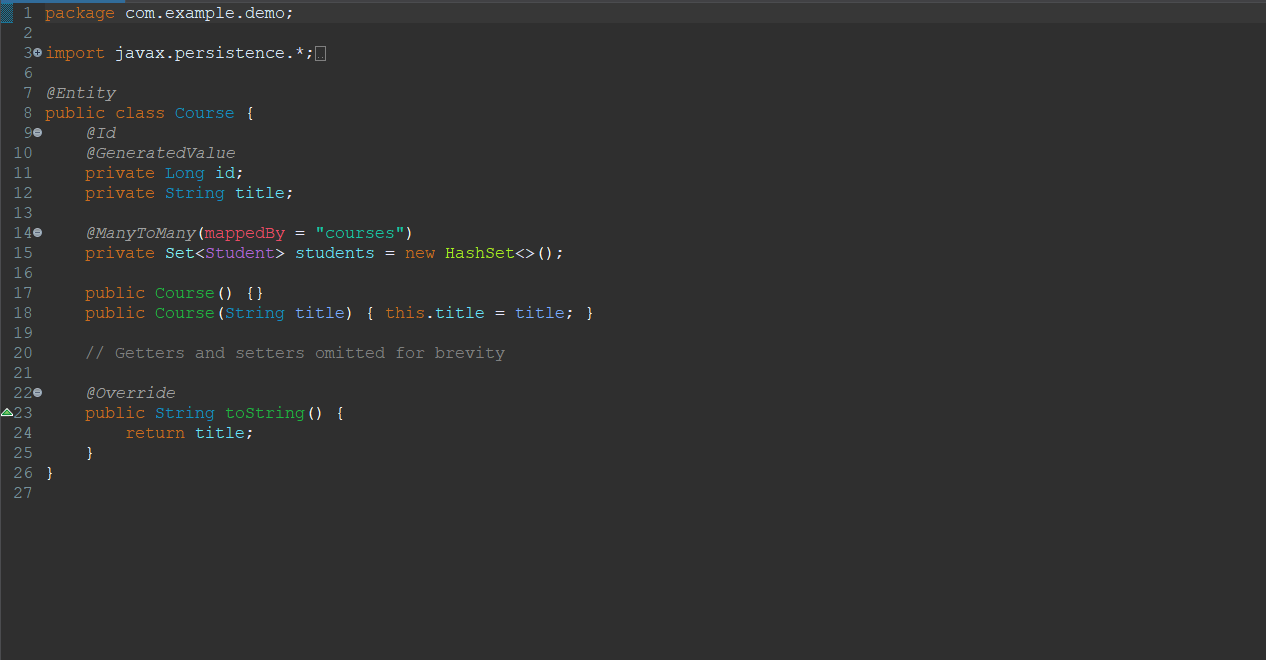 1 package com.example.demo;
2
3 import javax.persistence.*;
6
7 @Entity
8 public class Course {
9     @Id
10     @GeneratedValue
11     private Long id;
12     private String title;
13
14     @ManyToMany(mappedBy = "courses")
15     private Set<Student> students = new HashSet<>();
16
17     public Course() {}
18     public Course(String title) { this.title = title; }
19
20     // Getters and setters omitted for brevity
21
22     @Override
23     public String toString() {
24         return title;
25     }
26 }
27